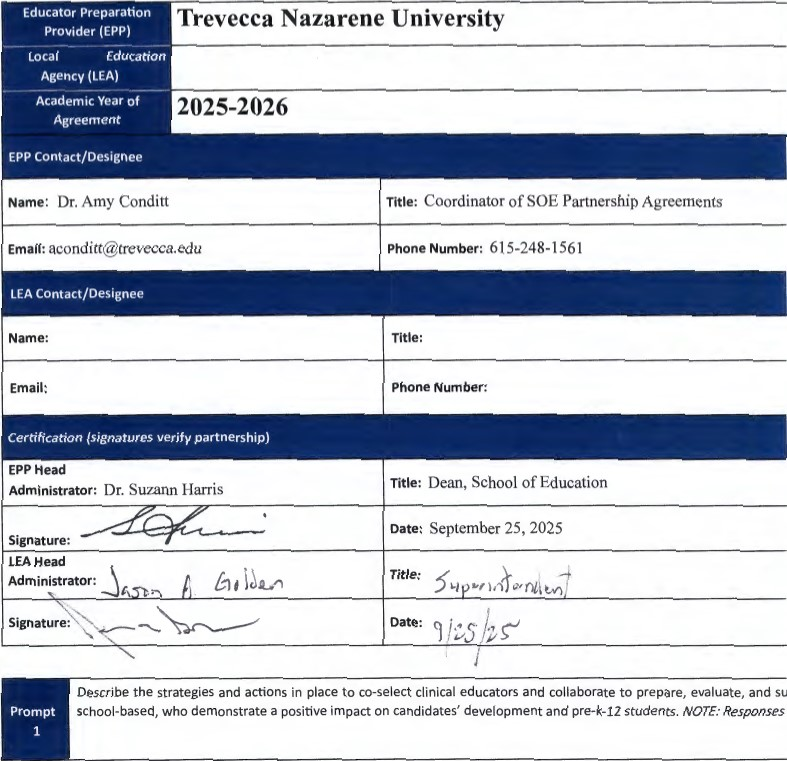 Educator Preparation
Provider (EPP)
Trevecca Nazarene University
Local Education
Agency (LEA)
Academic Year of
Agreement
2025-2026
EPP Contact/Designee
Name: Dr. Amy Conditt
Title: Coordinator of SOE Partnership Agreements
Email: aconditt@trevecca.edu
Phone Number: 615-248-1561
LEA Contact/Designee
Name:
Title:
Email:
Phone Number:
Certification (signatures verify partnership)
EPP Head
Administrator: Dr. Suzann Harris
Title: Dean, School of Education
Signature:
Date: September 25, 2025
LEA Head
Administrator: Jason A Golden
Title: Superintendent
Signature:
Date: 9/25/25
Prompt
1
Describe the strategies and actions in place to co-select clinical educators and collaborate to prepare, evaluate, and su
school-based, who demonstrate a positive impact on candidates' development and pre-k-12 students. NOTE: Responses